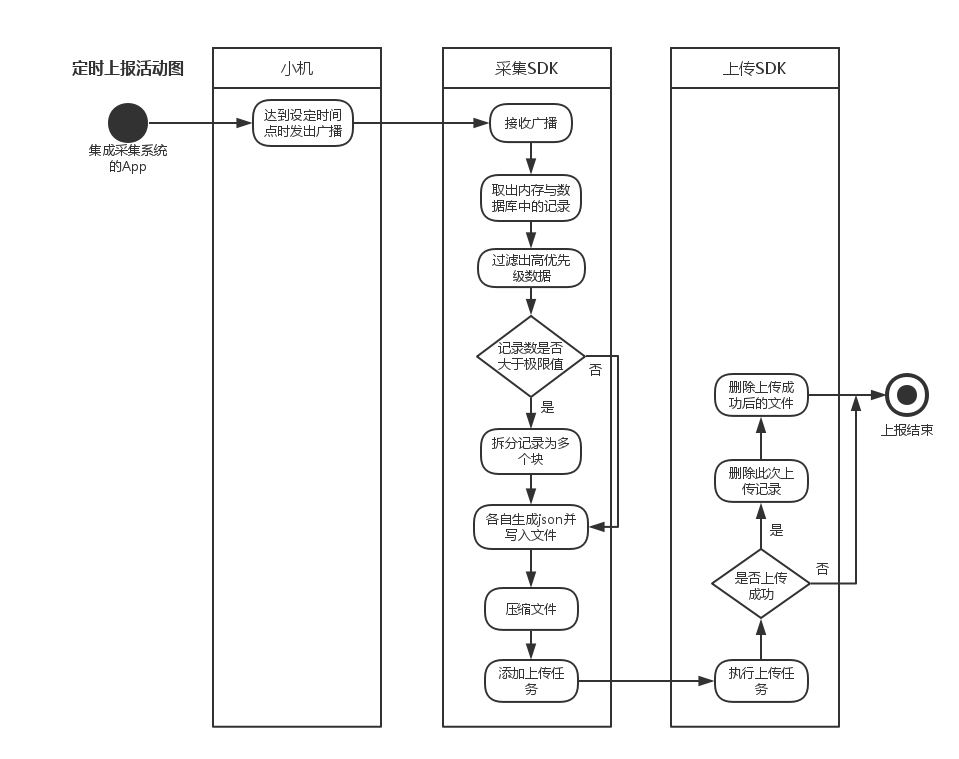 定时上报活动图
小机
采集SDK
上传SDK
集成采集系统
的App
达到设定时间
点时发出广播
接收广播
取出内存与数
据库中的记录
过滤出高优先
级数据
记录数是否
大于极限值
否
是
拆分记录为多
个块
各自生成json并
写入文件
压缩文件
添加上传任
务
执行上传任
务
是否上传
成功
否
是
删除此次上
传记录
删除上传成
功后的文件
上报结束